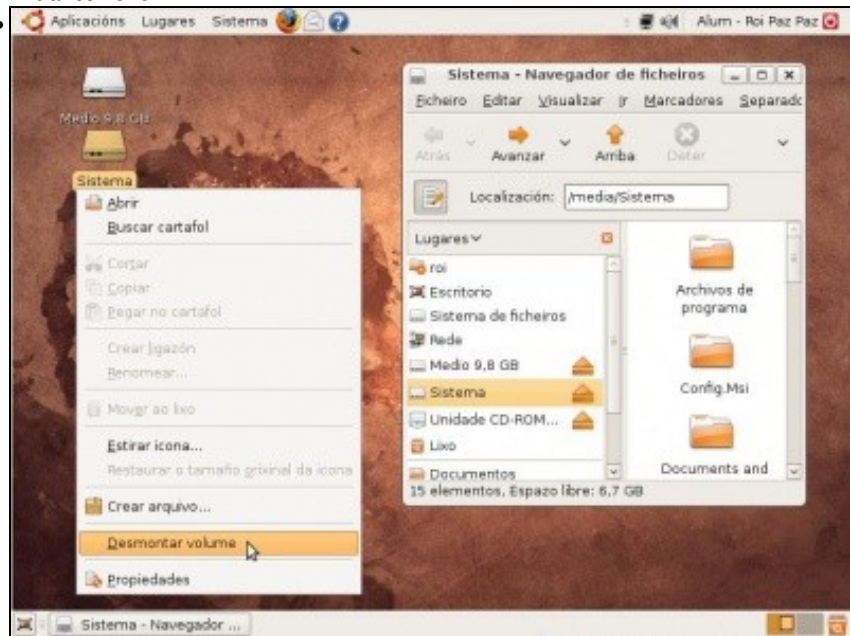 Aplicacións Lugares Sistema
Alum - Roi Paz Paz
Medio 9,8 GB
Sistema
Abrir
Buscar cartafol
Cortar
Copiar
Pegar no cartafol
Crear ligazón
Renomear...
Mover ao lixo
Estirar icona...
Restaurar o tamaño orixinal da icona
Crear arquivo...
Desmontar volume
Propiedades
Sistema - Navegador de ficheiros
Ficheiro Editar Visualizar Ir Marcadores Separadc
Atrás Avanzar Arriba Deter
Localización: /media/Sistema
Lugares
roi
Escritorio
Sistema de ficheiros
Rede
Medio 9,8 GB
Sistema
Unidade CD-ROM...
Lixo
Documentos
Archivos de
programa
Config.Msi
Documents and
15 elementos, Espazo libre: 6,7 GB
Sistema - Navegador ...